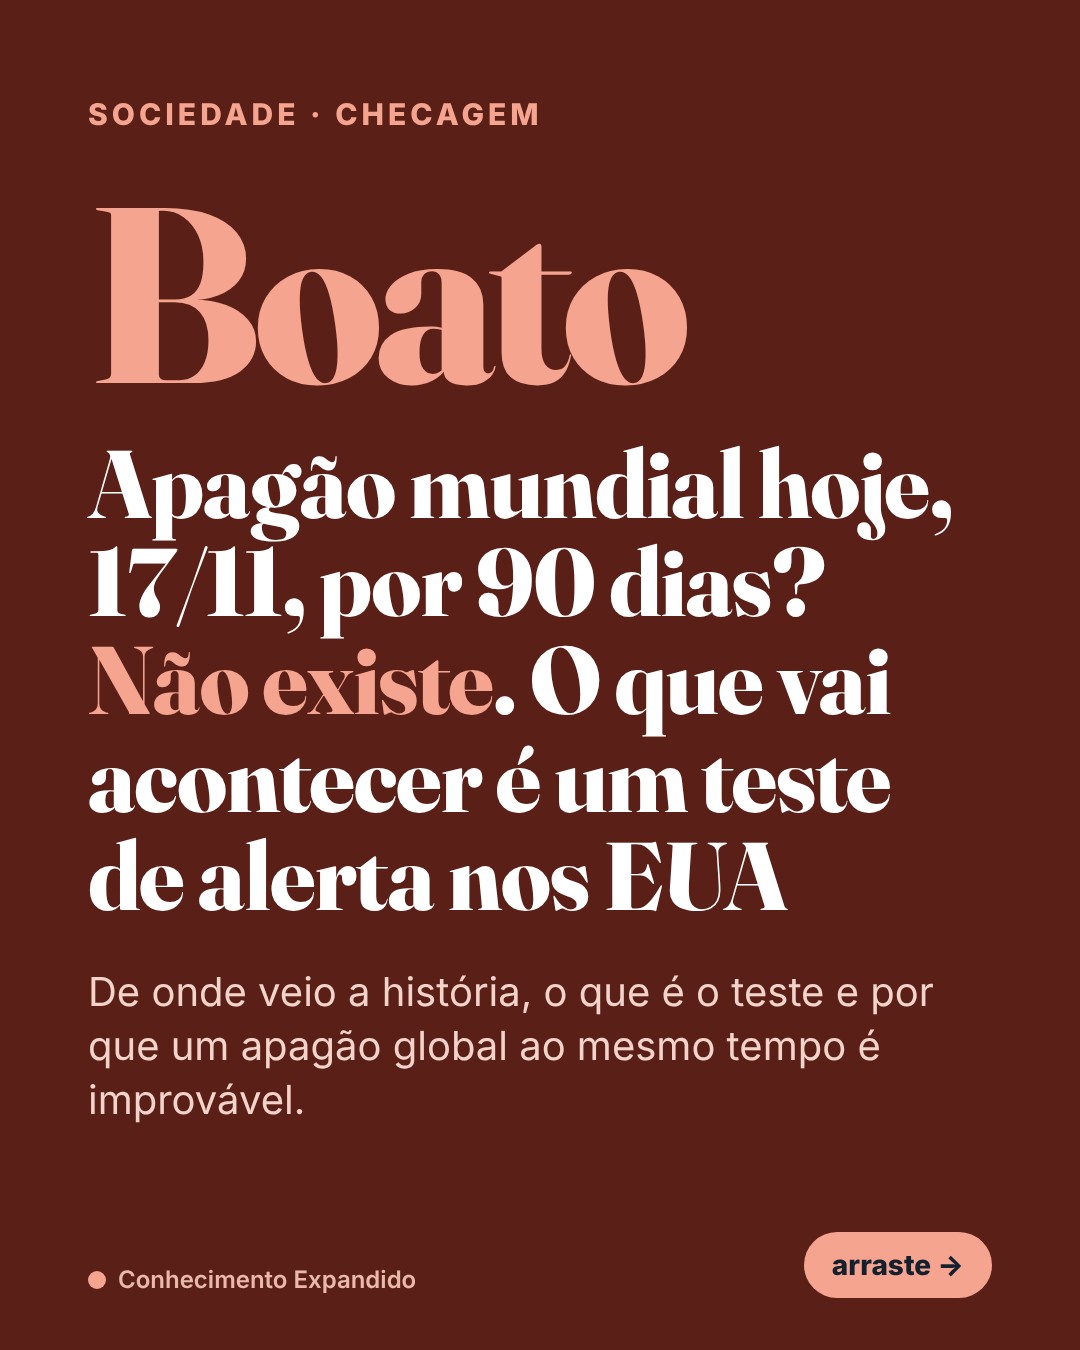 SOCIEDADE · CHECAGEM
Boato
Apagão mundial hoje,
17/11, por 90 dias?
Não existe. O que vai
acontecer é um teste
de alerta nos EUA
De onde veio a história, o que é o teste e por
que um apagão global ao mesmo tempo é
improvável.
Conhecimento Expandido
arraste →